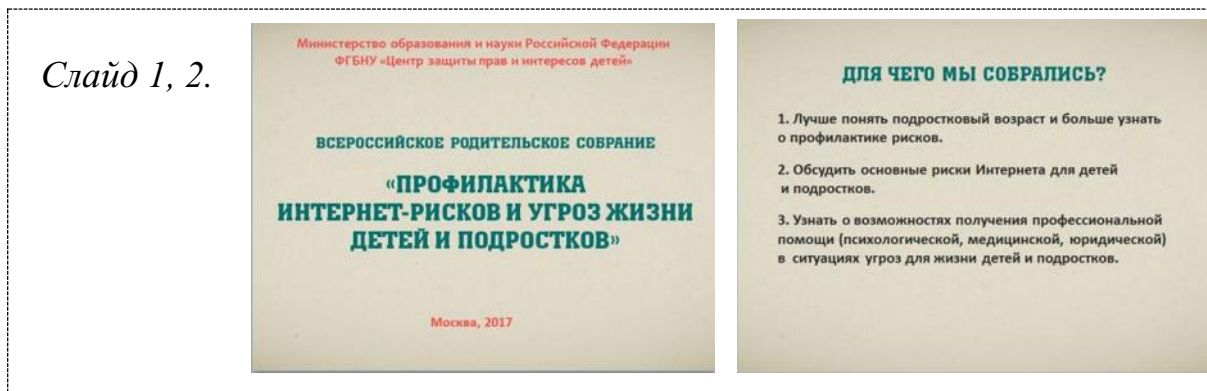 Слайд 1, 2.
Министерство образования и науки Российской Федерации
ФГБНУ «Центр защиты прав и интересов детей»
ВСЕРОССИЙСКОЕ РОДИТЕЛЬСКОЕ СОБРАНИЕ
«ПРОФИЛАКТИКА
ИНТЕРНЕТ-РИСКОВ И УГРОЗ ЖИЗНИ
ДЕТЕЙ И ПОДРОСТКОВ»
Москва, 2017
ДЛЯ ЧЕГО МЫ СОБРАЛИСЬ?
1. Лучше понять подростковый возраст и больше узнать
о профилактике рисков.
2. Обсудить основные риски Интернета для детей
и подростков.
3. Узнать о возможностях получения профессиональной
помощи (психологической, медицинской, юридической)
в ситуациях угроз для жизни детей и подростков.